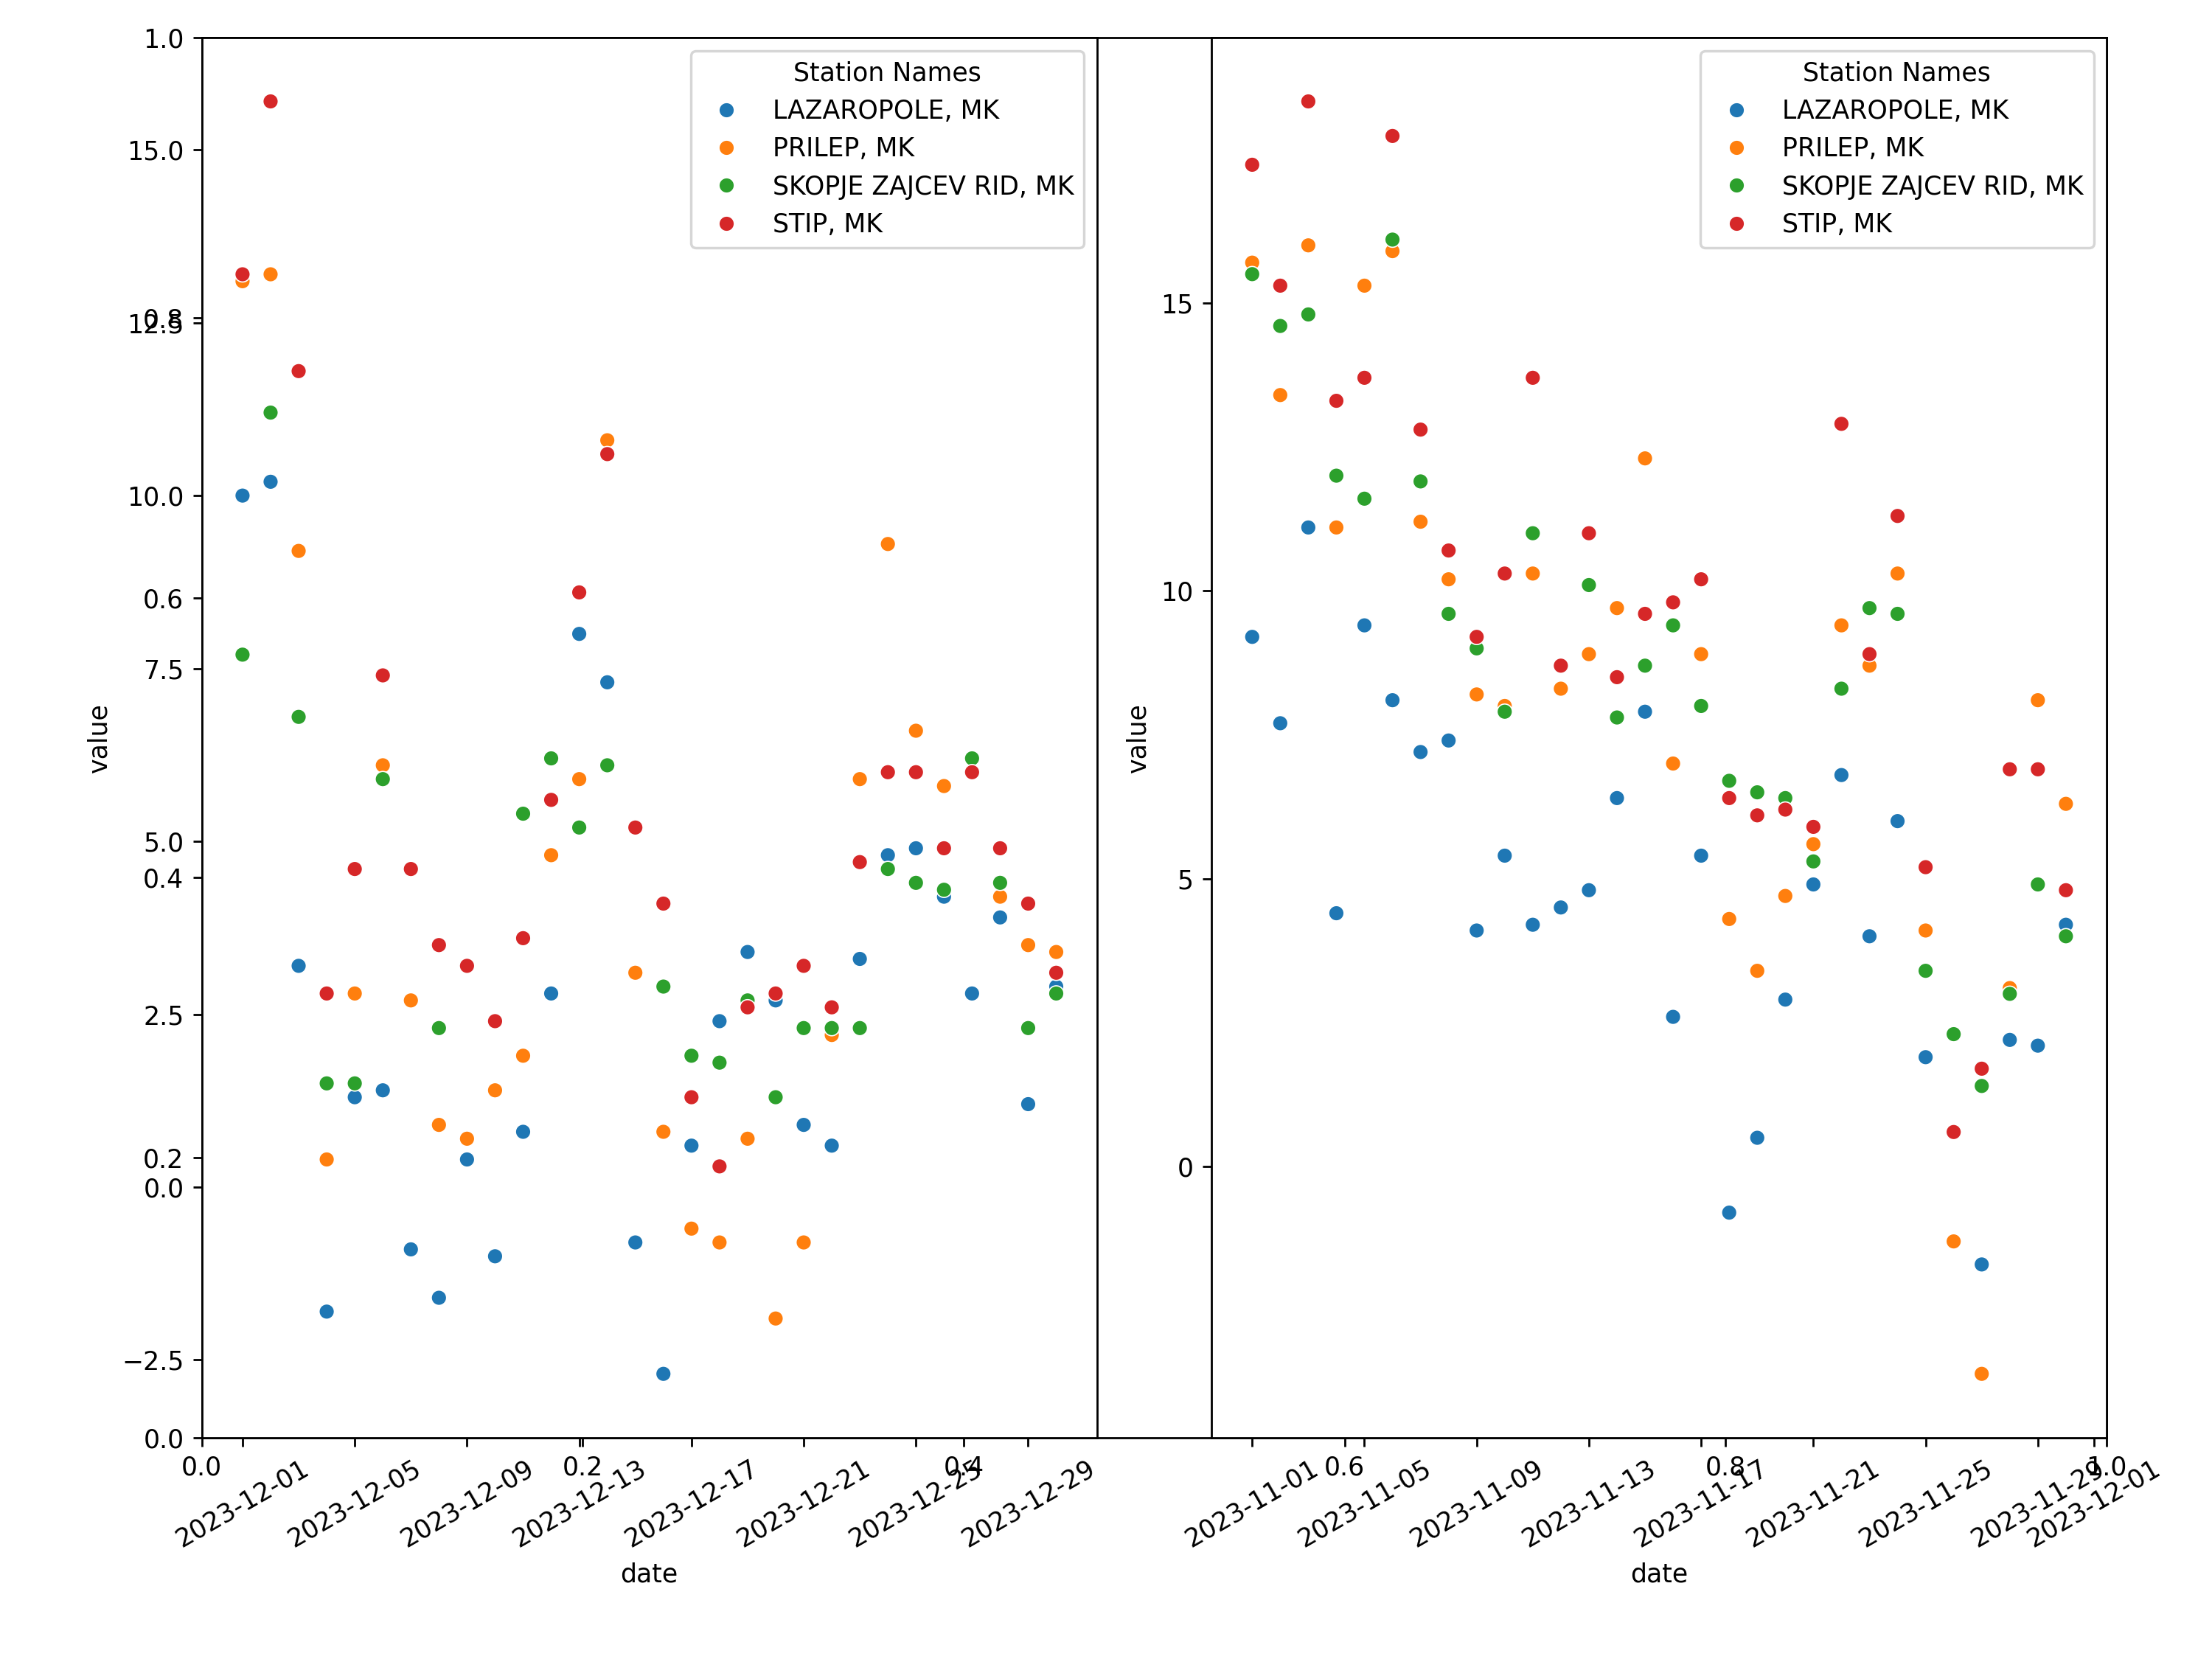 1.0
15.0
0.8
12.5
10.0
0.6
7.5
5.0
0.4
2.5
0.2
0.0
−2.5
0.0
value
Station Names
LAZAROPOLE, MK
PRILEP, MK
SKOPJE ZAJCEV RID, MK
STIP, MK
0.0
0.2
0.4
0.6
0.8
1.0
2023-12-01
2023-12-05
2023-12-09
2023-12-13
2023-12-17
2023-12-21
2023-12-25
2023-12-29
date
15
10
5
0
value
Station Names
LAZAROPOLE, MK
PRILEP, MK
SKOPJE ZAJCEV RID, MK
STIP, MK
2023-11-01
2023-11-05
2023-11-09
2023-11-13
2023-11-17
2023-11-21
2023-11-25
2023-11-29
2023-12-01
date